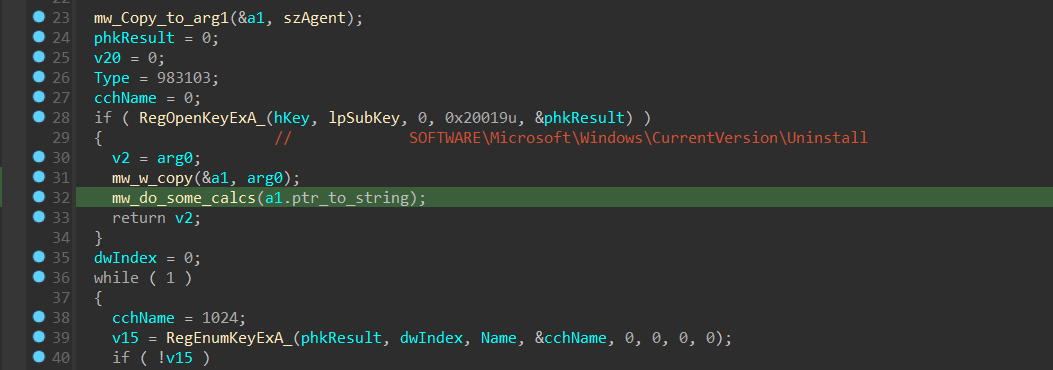 23 mw_Copy_to_arg1(&a1, szAgent);
24 phkResult = 0;
25 v20 = 0;
26 Type = 983103;
27 cchName = 0;
28 if ( RegOpenKeyExA_(hKey, lpSubKey, 0, 0x20019u, &phkResult) )
29 { // SOFTWARE\Microsoft\Windows\CurrentVersion\Uninstall
30 v2 = arg0;
31 mw_w_copy(&a1, arg0);
32 mw_do_some_calcs(a1.ptr_to_string);
33 return v2;
34 }
35 dwIndex = 0;
36 while ( 1 )
37 {
38 cchName = 1024;
39 v15 = RegEnumKeyExA_(phkResult, dwIndex, Name, &cchName, 0, 0, 0, 0);
40 if ( !v15 )